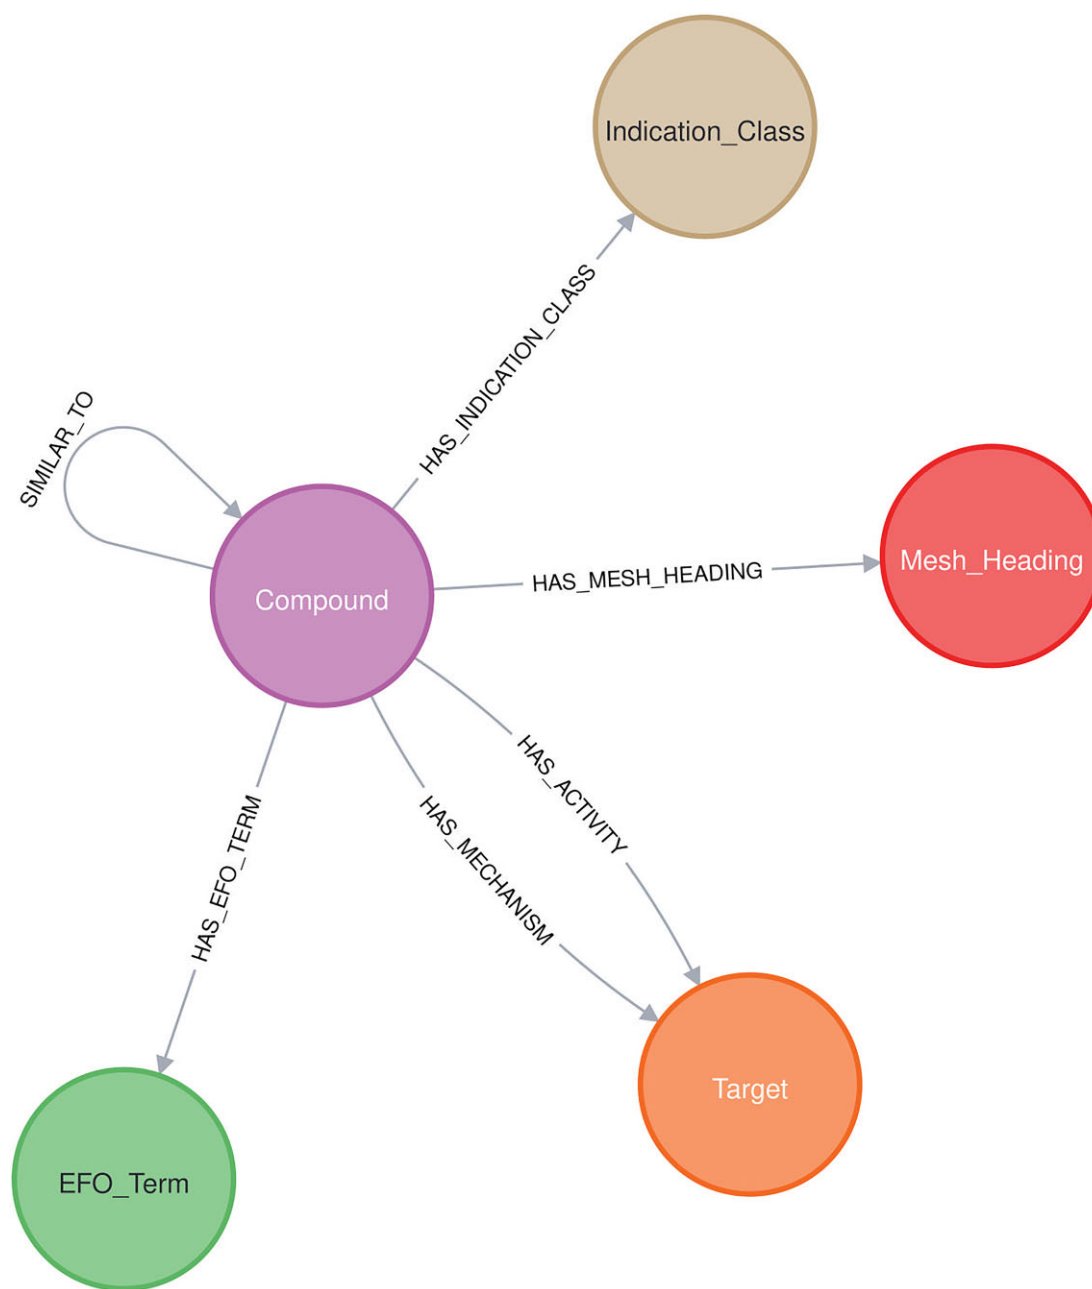 Indication_Class
HAS_INDICATION_CLASS
SIMILAR_TO
Mesh_Heading
HAS_MESH_HEADING
Compound
HAS_ACTIVITY
HAS_MECHANISM
HAS_EFO_TERM
Target
EFO_Term